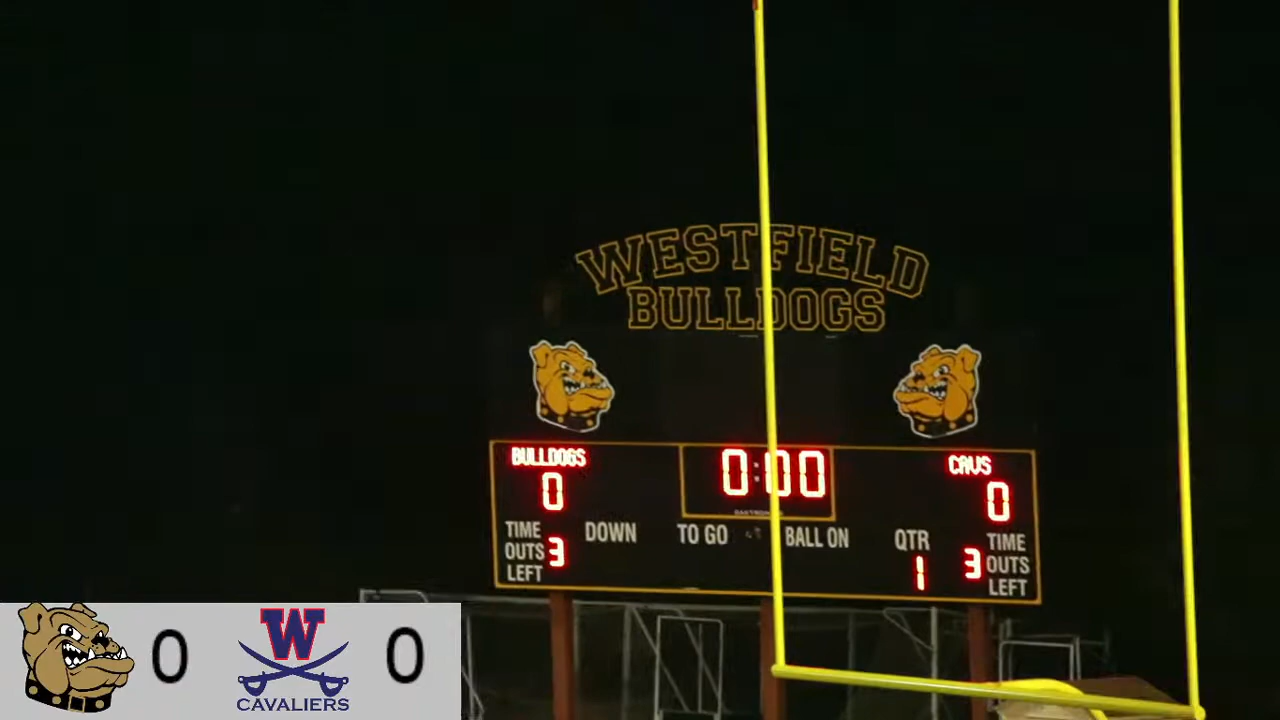 WESTFIELD
BULLDOGS
BULLDOGS 0:00 CAVS
0 0
TIME OUTS LEFT 3 DOWN TO GO BALL ON QTR 1 3 TIME OUTS LEFT
0 W 0
CAVALIERS